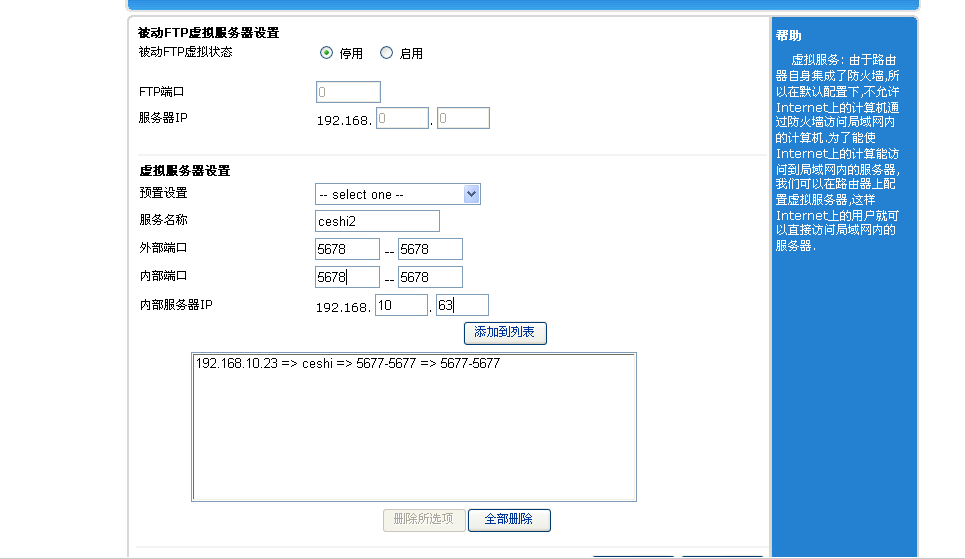 被动FTP虚拟服务器设置
被动FTP虚拟状态 停用 启用
FTP端口 0
服务器IP 192.168. 0 . 0
虚拟服务器设置
预置设置 -- select one --
服务名称 ceshi2
外部端口 5678 -- 5678
内部端口 5678 -- 5678
内部服务器IP 192.168. 10 . 63
添加到列表
192.168.10.23 => ceshi => 5677-5677 => 5677-5677
删除所选项 全部删除
帮助
虚拟服务: 由于路由
器自身集成了防火墙,所
以在默认配置下,不允许
Internet上的计算机通
过防火墙访问局域网内
的计算机.为了能使
Internet上的计算能访
问到局域网内的服务器,
我们可以在路由器上配
置虚拟服务器,这样
Internet上的用户就可
以直接访问局域网内的
服务器.